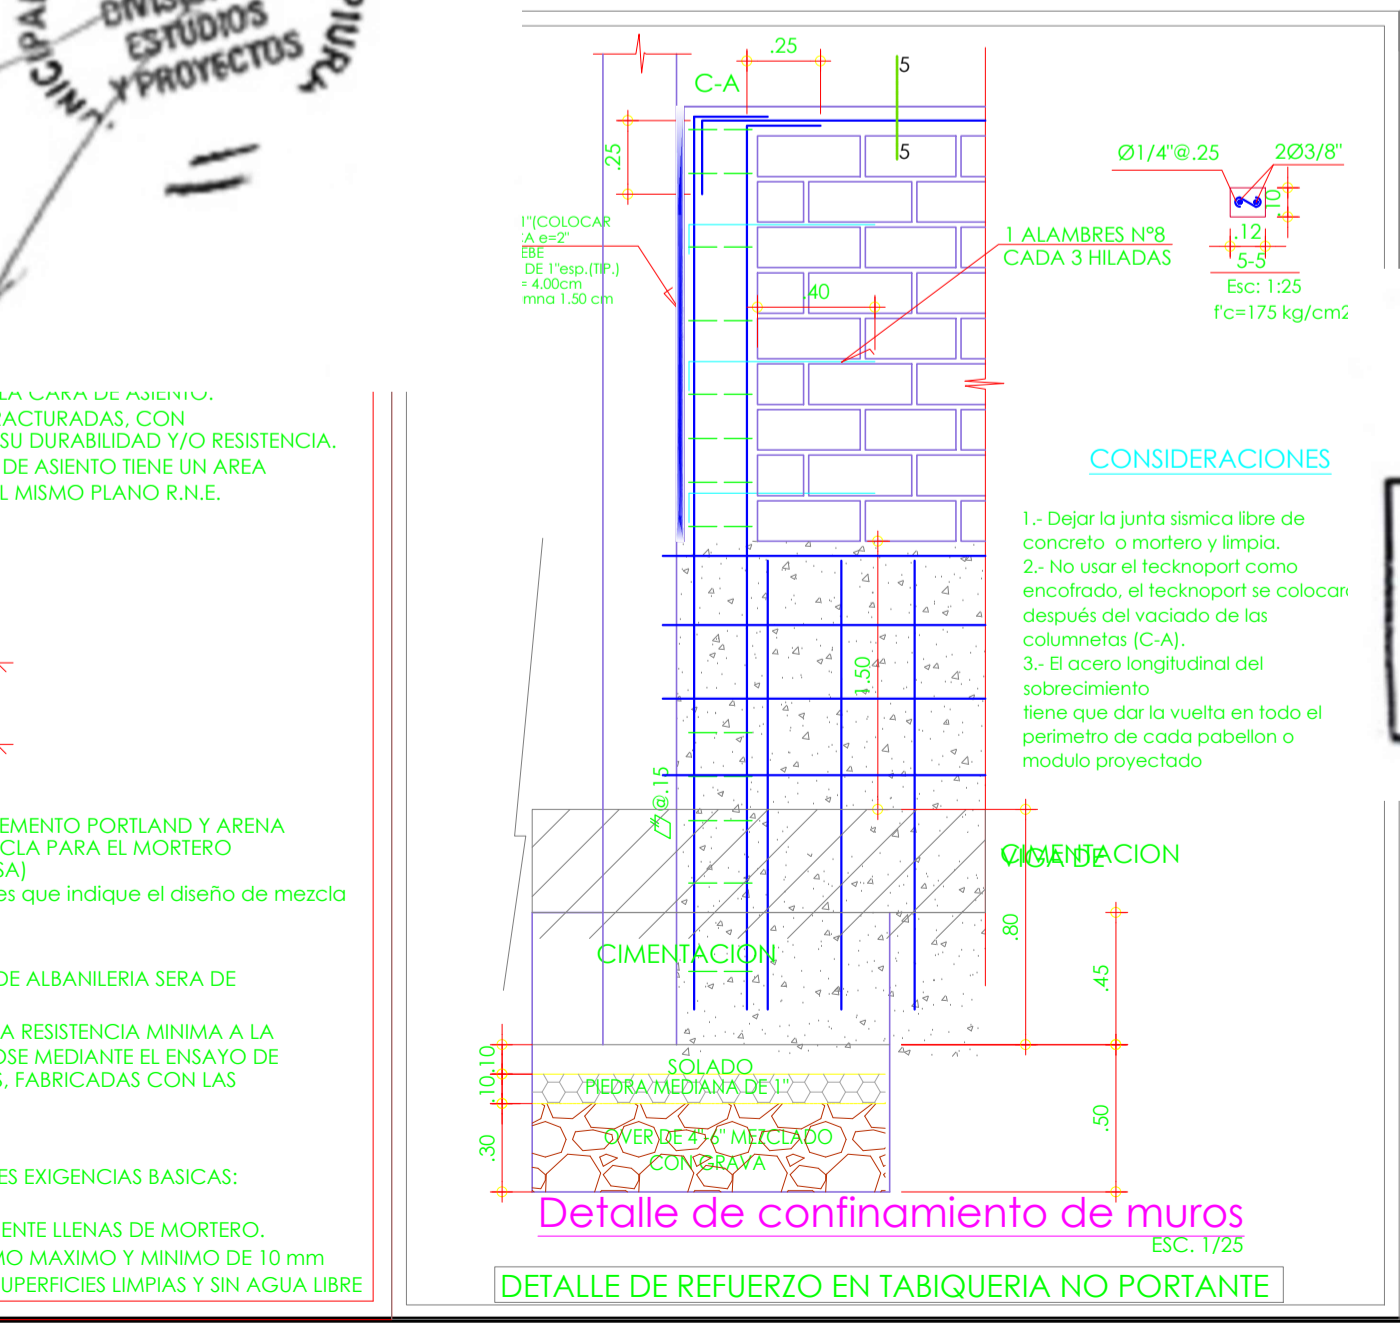 ESTUDIOS
Y PROYECTOS
PIURA
LA CARA DE ASIENTO.
RACTURADAS, CON
SU DURABILIDAD Y/O RESISTENCIA.
DE ASIENTO TIENE UN AREA
L MISMO PLANO R.N.E.
EMENTO PORTLAND Y ARENA
CLA PARA EL MORTERO
SA)
es que indique el diseño de mezcla
DE ALBANILERIA SERA DE
A RESISTENCIA MINIMA A LA
OSE MEDIANTE EL ENSAYO DE
S, FABRICADAS CON LAS
ES EXIGENCIAS BASICAS:
ENTE LLENAS DE MORTERO.
MO MAXIMO Y MINIMO DE 10 mm
UPERFICIES LIMPIAS Y SIN AGUA LIBRE
.25
C-A
5
5
.25
1"(COLOCAR
A e=2"
EBE
DE 1"esp.(TIP.)
= 4.00cm
mna 1.50 cm
.40
1 ALAMBRES N°8
CADA 3 HILADAS
Ø1/4"@.25
2Ø3/8"
.10
.12
5-5
Esc: 1:25
f'c=175 kg/cm2
CONSIDERACIONES
1.- Dejar la junta sismica libre de
concreto o mortero y limpia.
2.- No usar el tecknoport como
encofrado, el tecknoport se colocar
después del vaciado de las
columnetas (C-A).
3.- El acero longitudinal del
sobrecimiento
tiene que dar la vuelta en todo el
perimetro de cada pabellon o
modulo proyectado
1.50
@.15
VIGA DE
CIMENTACION
CIMENTACION
.80
.45
.50
.10
.10
.30
SOLADO
PIEDRA MEDIANA DE 1"
OVER DE 4"-6" MEZCLADO
CON GRAVA
Detalle de confinamiento de muros
ESC. 1/25
DETALLE DE REFUERZO EN TABIQUERIA NO PORTANTE